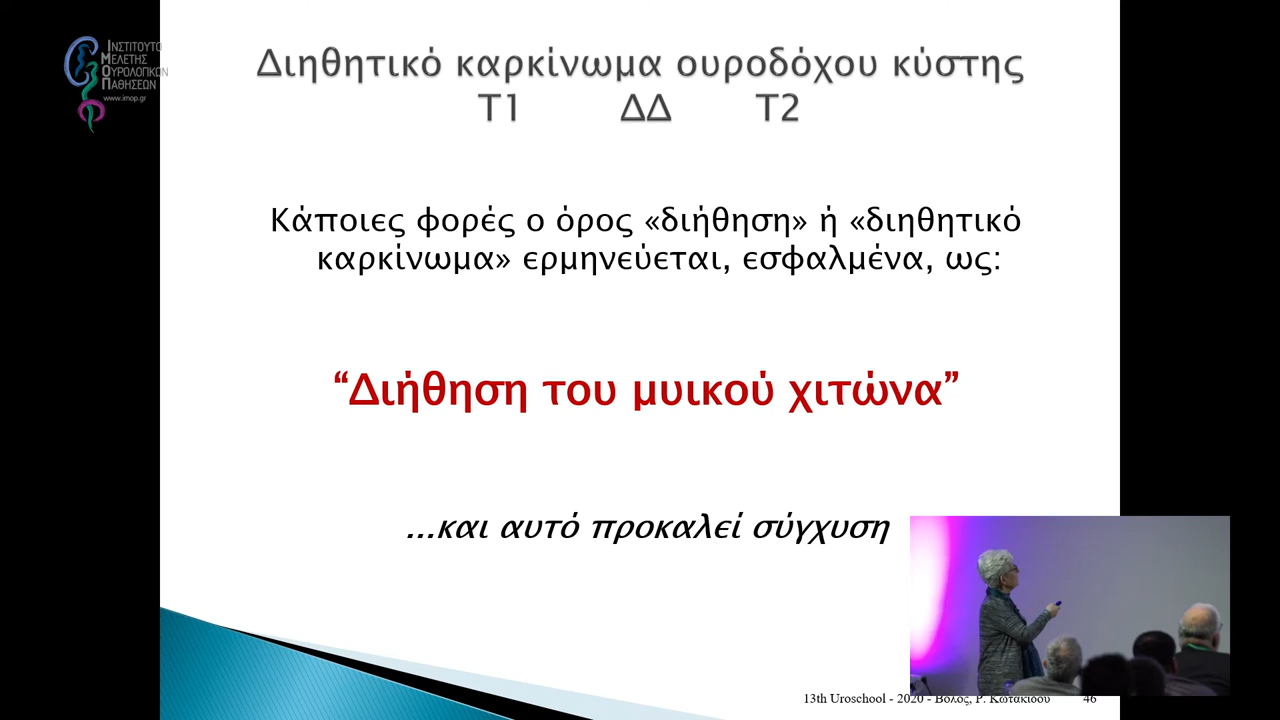 ΙΝΣΤΙΤΟΥΤΟ
ΜΕΛΕΤΗΣ
ΟΥΡΟΛΟΓΙΚΩΝ
ΠΑΘΗΣΕΩΝ
www.imop.gr
Διηθητικό καρκίνωμα ουροδόχου κύστης
Τ1 ΔΔ Τ2
Κάποιες φορές ο όρος «διήθηση» ή «διηθητικό
καρκίνωμα» ερμηνεύεται, εσφαλμένα, ως:
“Διήθηση του μυικού χιτώνα”
...και αυτό προκαλεί σύγχυση
13th Uroschool - 2020 - Βόλος, Ρ. Κωτακίδου 46